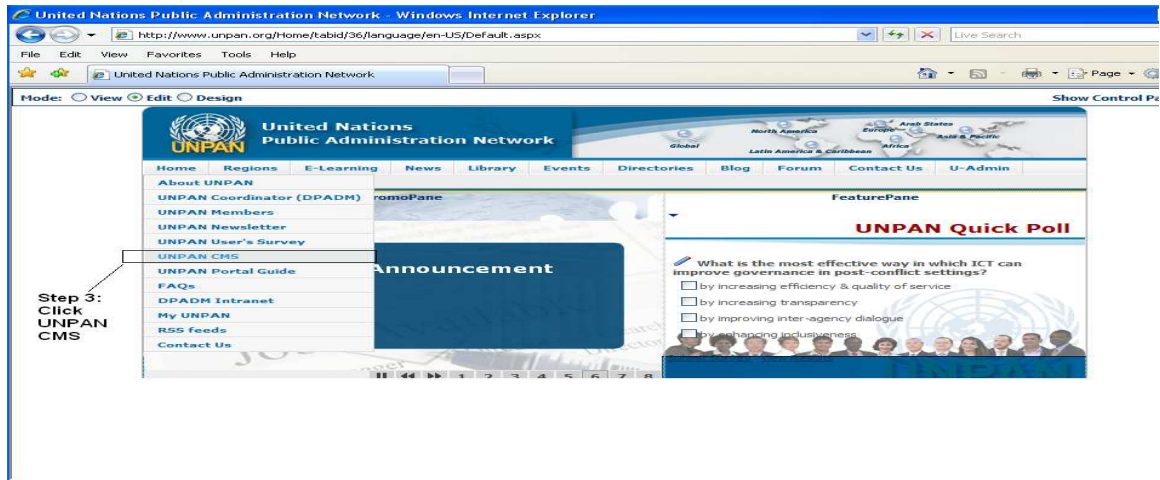 United Nations Public Administration Network - Windows Internet Explorer
http://www.unpan.org/Home/tabid/36/language/en-US/Default.aspx
Live Search
File Edit View Favorites Tools Help
United Nations Public Administration Network
Page
Mode: View Edit Design
Show Control Pa
UNPAN
United Nations
Public Administration Network
Global
North America
Latin America & Caribbean
Europe
Africa
Arab States
Asia & Pacific
Home Regions E-Learning News Library Events Directories Blog Forum Contact Us U-Admin
About UNPAN
UNPAN Coordinator (DPADM)
UNPAN Members
UNPAN Newsletter
UNPAN User's Survey
UNPAN CMS
UNPAN Portal Guide
FAQs
DPADM Intranet
My UNPAN
RSS feeds
Contact Us
Step 3:
Click
UNPAN
CMS
romoPane
Announcement
1 2 3 4 5 6 7 8
FeaturePane
UNPAN Quick Poll
What is the most effective way in which ICT can
improve governance in post-conflict settings?
by increasing efficiency & quality of service
by increasing transparency
by improving inter-agency dialogue
by enhancing inclusiveness
UNPAN